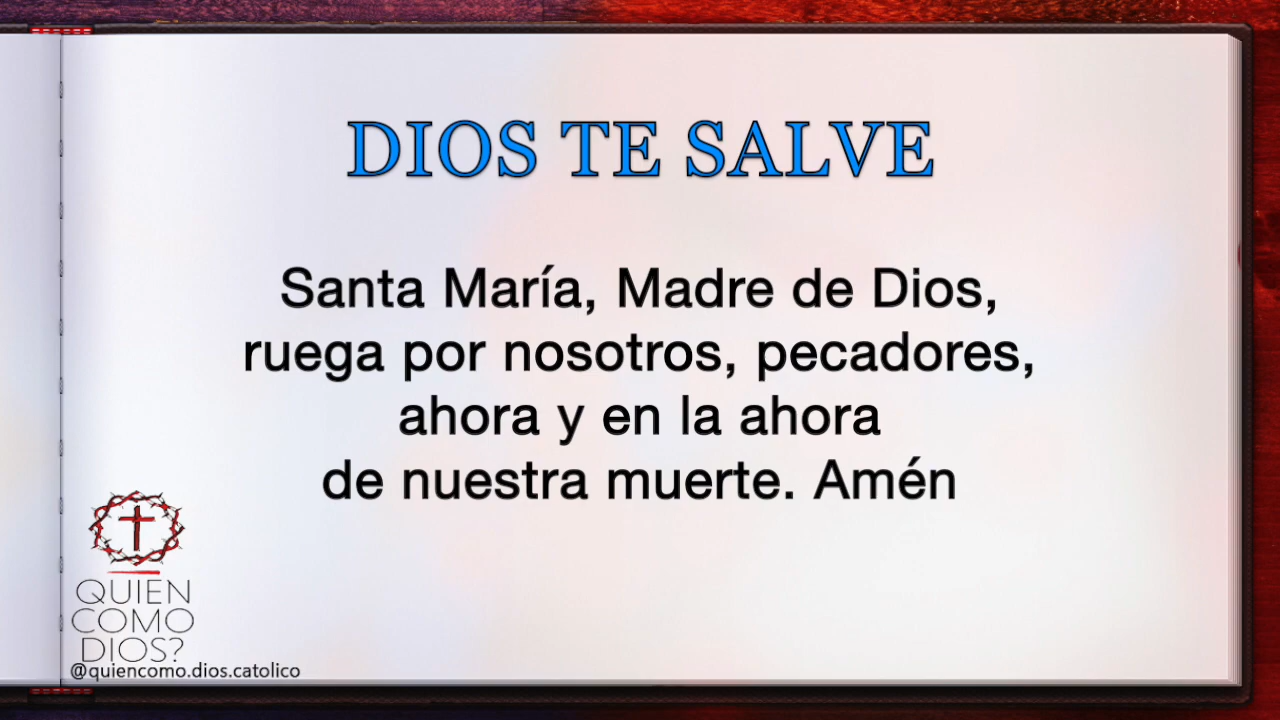 DIOS TE SALVE
Santa María, Madre de Dios,
ruega por nosotros, pecadores,
ahora y en la ahora
de nuestra muerte. Amén
QUIEN
COMO
DIOS?
@quiencomo.dios.catolico